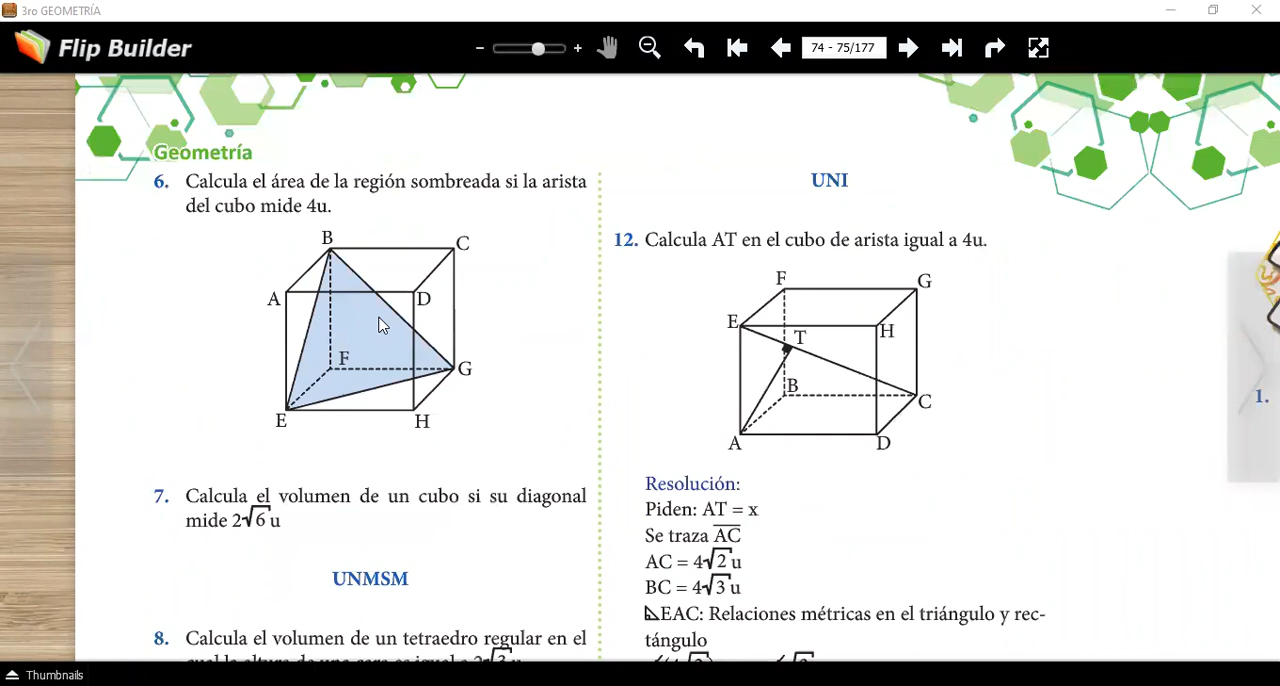 3ro GEOMETRÍA
Flip Builder
74 - 75/177
Geometría
6. Calcula el área de la región sombreada si la arista
del cubo mide 4u.
B
C
A
D
F
G
E
H
7. Calcula el volumen de un cubo si su diagonal
mide 2√6 u
UNMSM
8. Calcula el volumen de un tetraedro regular en el
UNI
12. Calcula AT en el cubo de arista igual a 4u.
F
G
E
H
T
B
C
A
D
Resolución:
Piden: AT = x
Se traza AC
AC = 4√2 u
BC = 4√3 u
EAC: Relaciones métricas en el triángulo y rec-
tángulo
1.
Thumbnails